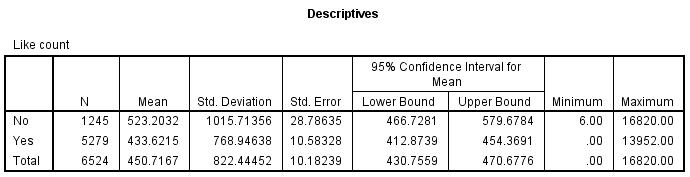 Descriptives
Like count
95% Confidence Interval for
Mean
N Mean Std. Deviation Std. Error Lower Bound Upper Bound Minimum Maximum
No 1245 523.2032 1015.71356 28.78635 466.7281 579.6784 6.00 16820.00
Yes 5279 433.6215 768.94638 10.58328 412.8739 454.3691 .00 13952.00
Total 6524 450.7167 822.44452 10.18239 430.7559 470.6776 .00 16820.00